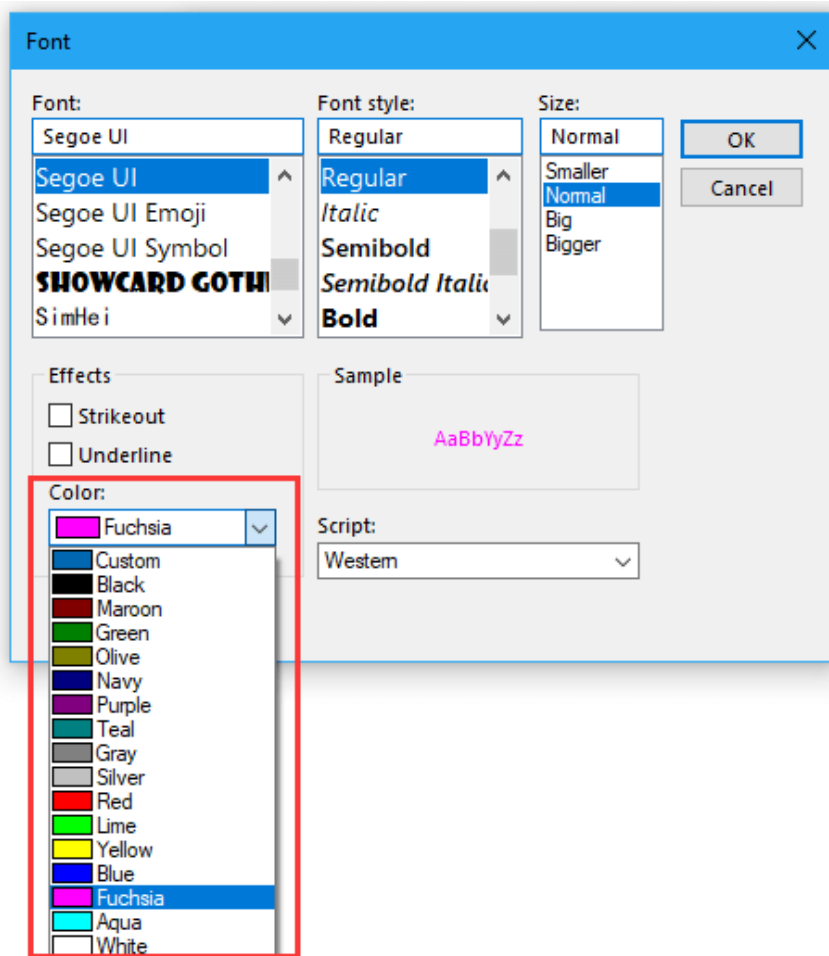 Font
Font:
Segoe UI
Segoe UI
Segoe UI Emoji
Segoe UI Symbol
SHOWCARD GOTHI
SimHei
Font style:
Regular
Regular
Italic
Semibold
Semibold Italic
Bold
Size:
Normal
Smaller
Normal
Big
Bigger
OK
Cancel
Effects
Strikeout
Underline
Sample
AaBbYyZz
Color:
Fuchsia
Custom
Black
Maroon
Green
Olive
Navy
Purple
Teal
Gray
Silver
Red
Lime
Yellow
Blue
Fuchsia
Aqua
White
Script:
Western